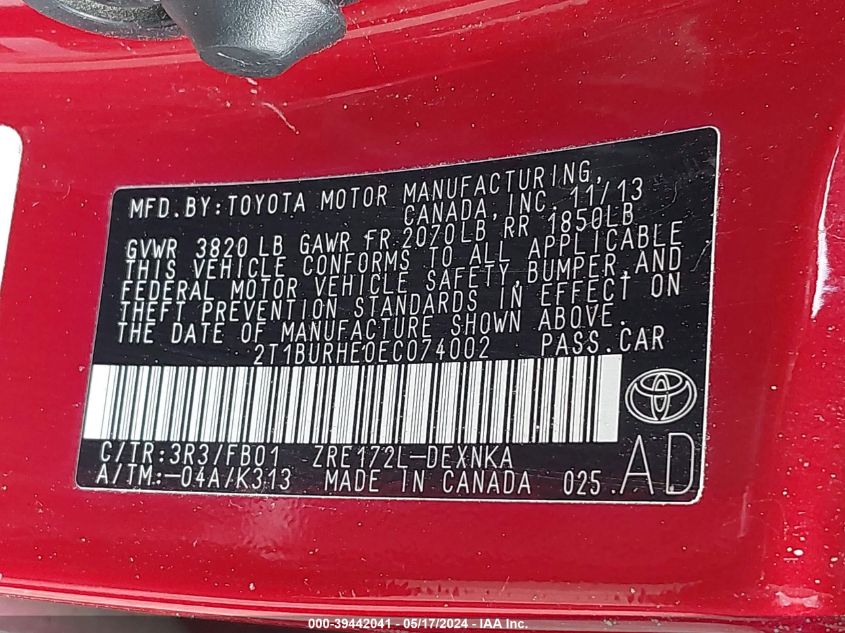 MFD.BY:TOYOTA MOTOR MANUFACTURING,
CANADA,INC. 11/13
GVWR 3820 LB GAWR FR 2070LB RR 1850LB
THIS VEHICLE CONFORMS TO ALL APPLICABLE
FEDERAL MOTOR VEHICLE SAFETY,BUMPER,AND
THEFT PREVENTION STANDARDS IN EFFECT ON
THE DATE OF MANUFACTURE SHOWN ABOVE.
2T1BURHE0EC074002 PASS.CAR
C/TR:3R3/FB01 ZRE172L-DEXNKA
A/TM:-04A/K313 MADE IN CANADA 025. AD
000-39442041 - 05/17/2024 - IAA Inc.